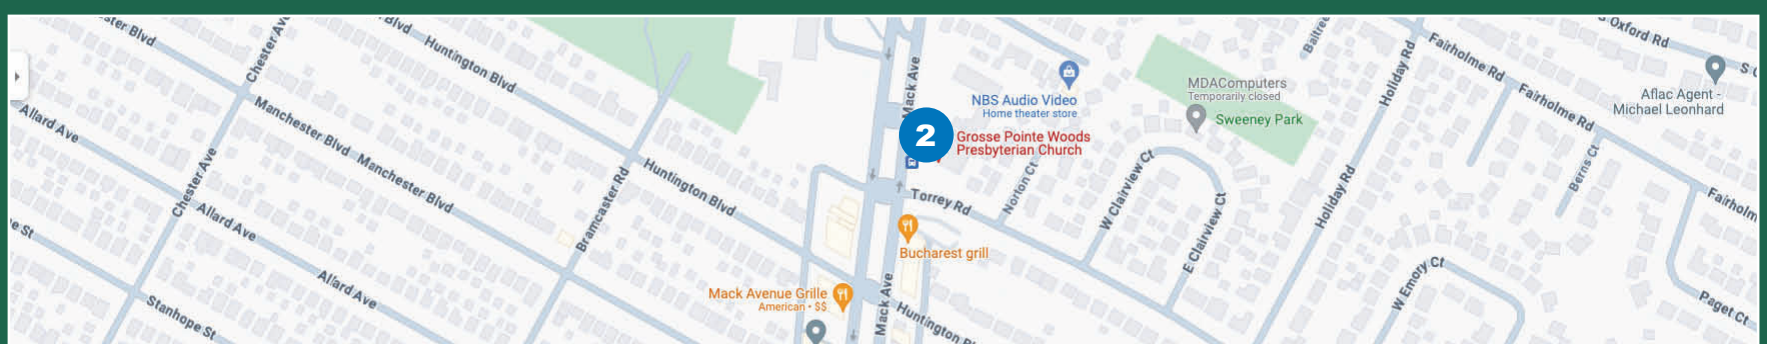 ster Blvd
Chester Ave
Blvd
Huntington Blvd
Mack Ave
Baitree
Holiday Rd
Fairholme Rd
S Oxford Rd
MDAComputers
Temporarily closed
Sweeney Park
NBS Audio Video
Home theater store
Aflac Agent -
Michael Leonhard
Fairholme Rd
Allard Ave
Manchester Blvd
Manchester Blvd
2
Grosse Pointe Woods
Presbyterian Church
Chester Ave
Bramcaster Rd
Huntington Blvd
Torrey Rd
Norton Ct
W Clairview Ct
E Clairview Ct
Holiday Rd
Berns Ct
Fairholm
Allard Ave
e St
Bucharest grill
W Emory Ct
Allard Ave
Stanhope St
Mack Avenue Grille
American • $$
Mack Ave
Huntington
Paget Ct